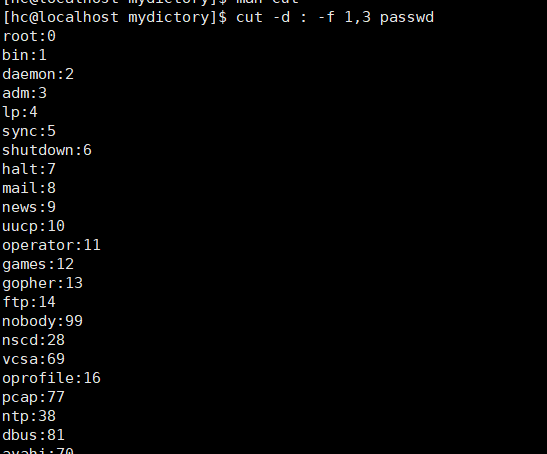 [hc@localhost mydictory]$ man cut
[hc@localhost mydictory]$ cut -d : -f 1,3 passwd
root:0
bin:1
daemon:2
adm:3
lp:4
sync:5
shutdown:6
halt:7
mail:8
news:9
uucp:10
operator:11
games:12
gopher:13
ftp:14
nobody:99
nscd:28
vcsa:69
oprofile:16
pcap:77
ntp:38
dbus:81
avahi:70